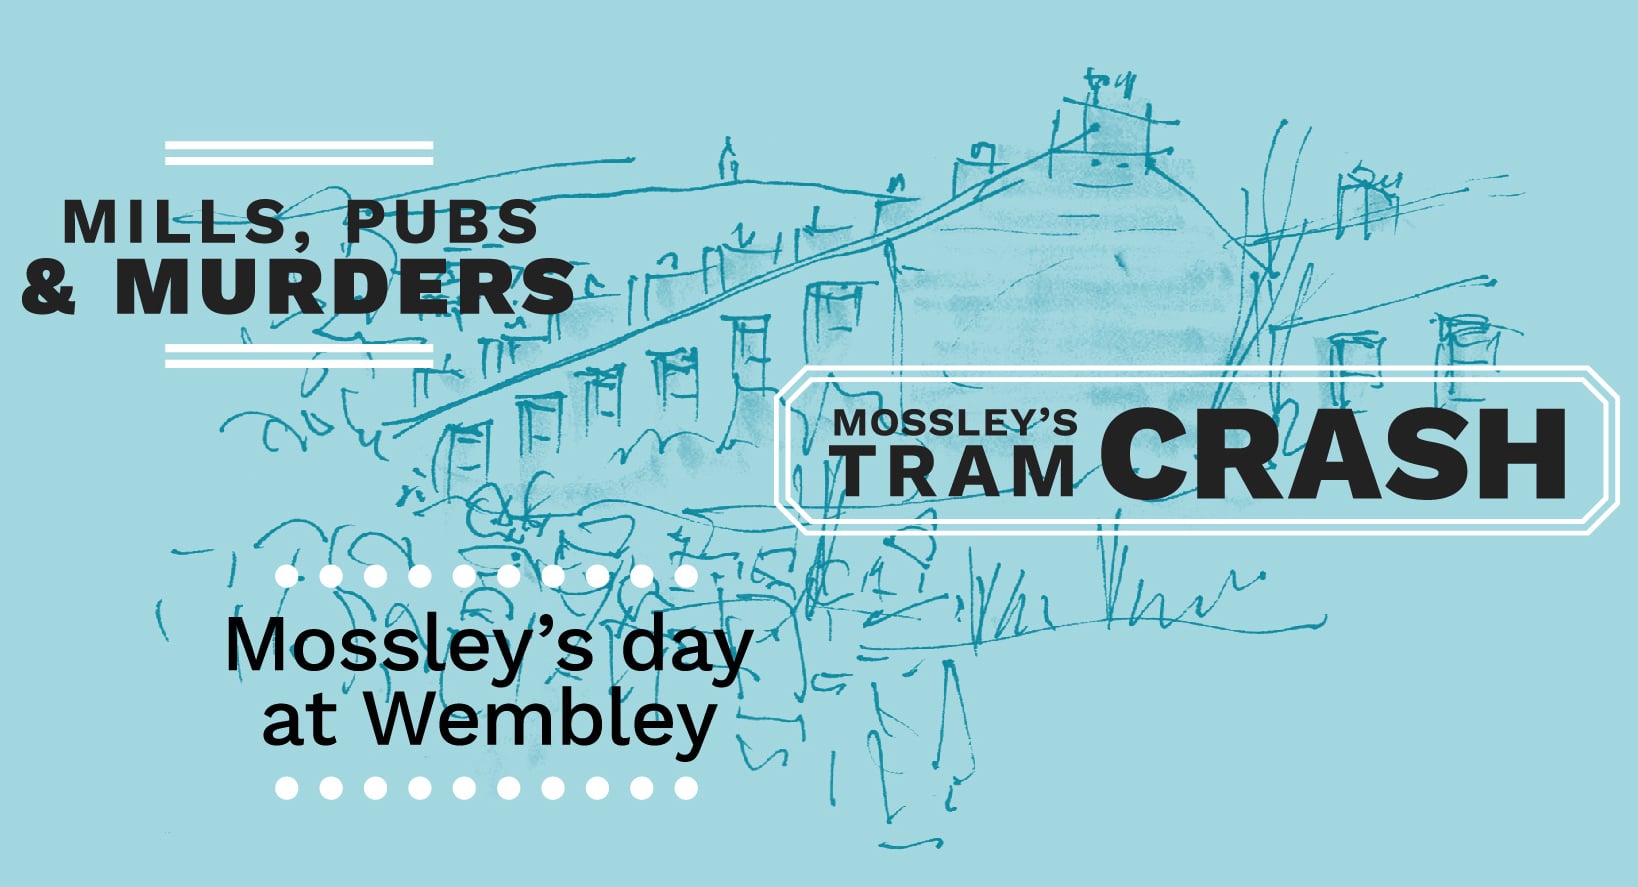 MILLS, PUBS
& MURDERS
MOSSLEY’S
TRAM CRASH
Mossley’s day
at Wembley